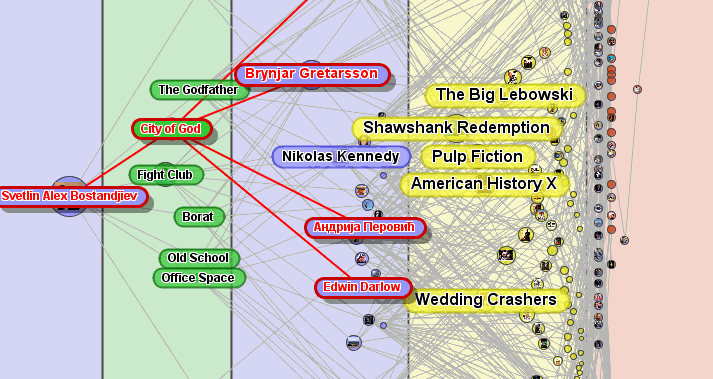 Brynjar Gretarsson
The Godfather
The Big Lebowski
City of God
Shawshank Redemption
Nikolas Kennedy
Pulp Fiction
Fight Club
American History X
Svetlin Alex Bostandjiev
Borat
Андрија Перовић
Old School
Office Space
Edwin Darlow
Wedding Crashers